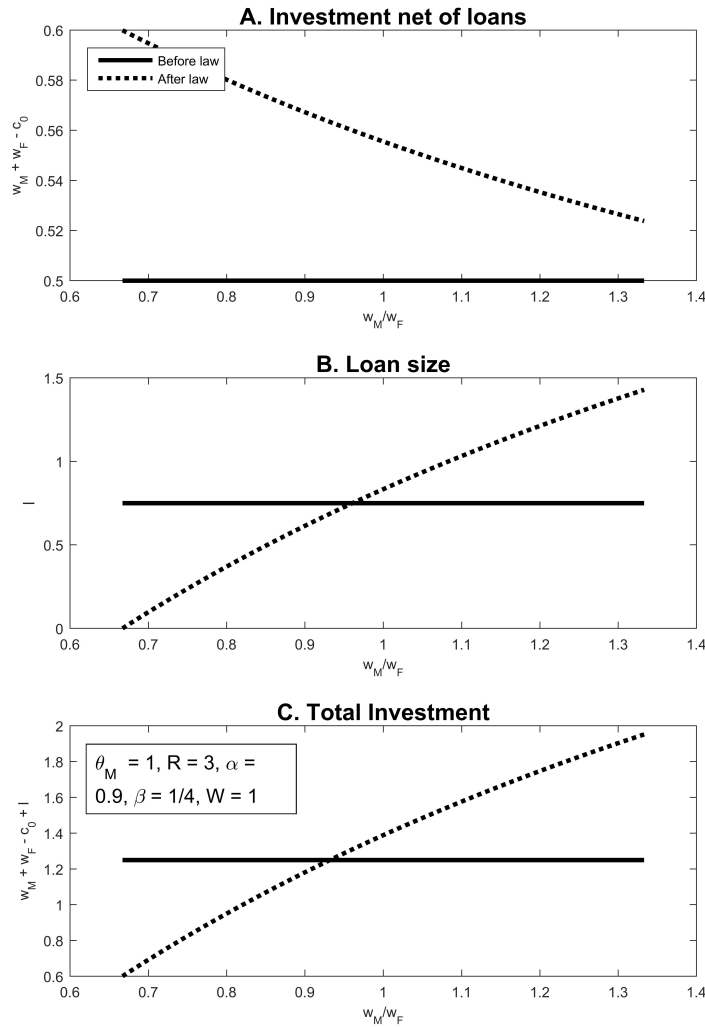 A. Investment net of loans
0.6
0.58
0.56
0.54
0.52
0.5
w_M + w_F - c_0
Before law
After law
0.6 0.7 0.8 0.9 1 1.1 1.2 1.3 1.4
w_M/w_F
B. Loan size
1.5
1
0.5
0
l
0.6 0.7 0.8 0.9 1 1.1 1.2 1.3 1.4
w_M/w_F
C. Total Investment
2
1.8
1.6
1.4
1.2
1
0.8
0.6
w_M + w_F - c_0 + l
θ_M = 1, R = 3, α =
0.9, β = 1/4, W = 1
0.6 0.7 0.8 0.9 1 1.1 1.2 1.3 1.4
w_M/w_F